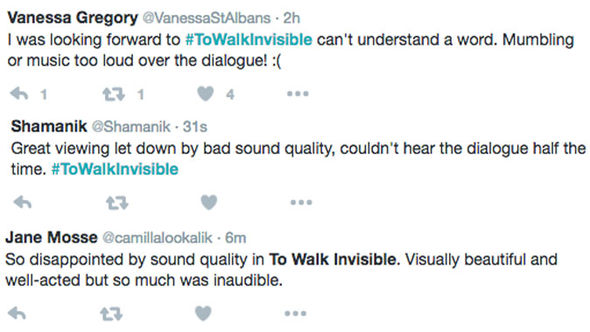 Vanessa Gregory @VanessaStAlbans · 2h
I was looking forward to #ToWalkInvisible can't understand a word. Mumbling
or music too loud over the dialogue! :(
1 1 4
Shamanik @Shamanik · 31s
Great viewing let down by bad sound quality, couldn't hear the dialogue half the
time. #ToWalkInvisible
Jane Mosse @camillalookalik · 6m
So disappointed by sound quality in To Walk Invisible. Visually beautiful and
well-acted but so much was inaudible.